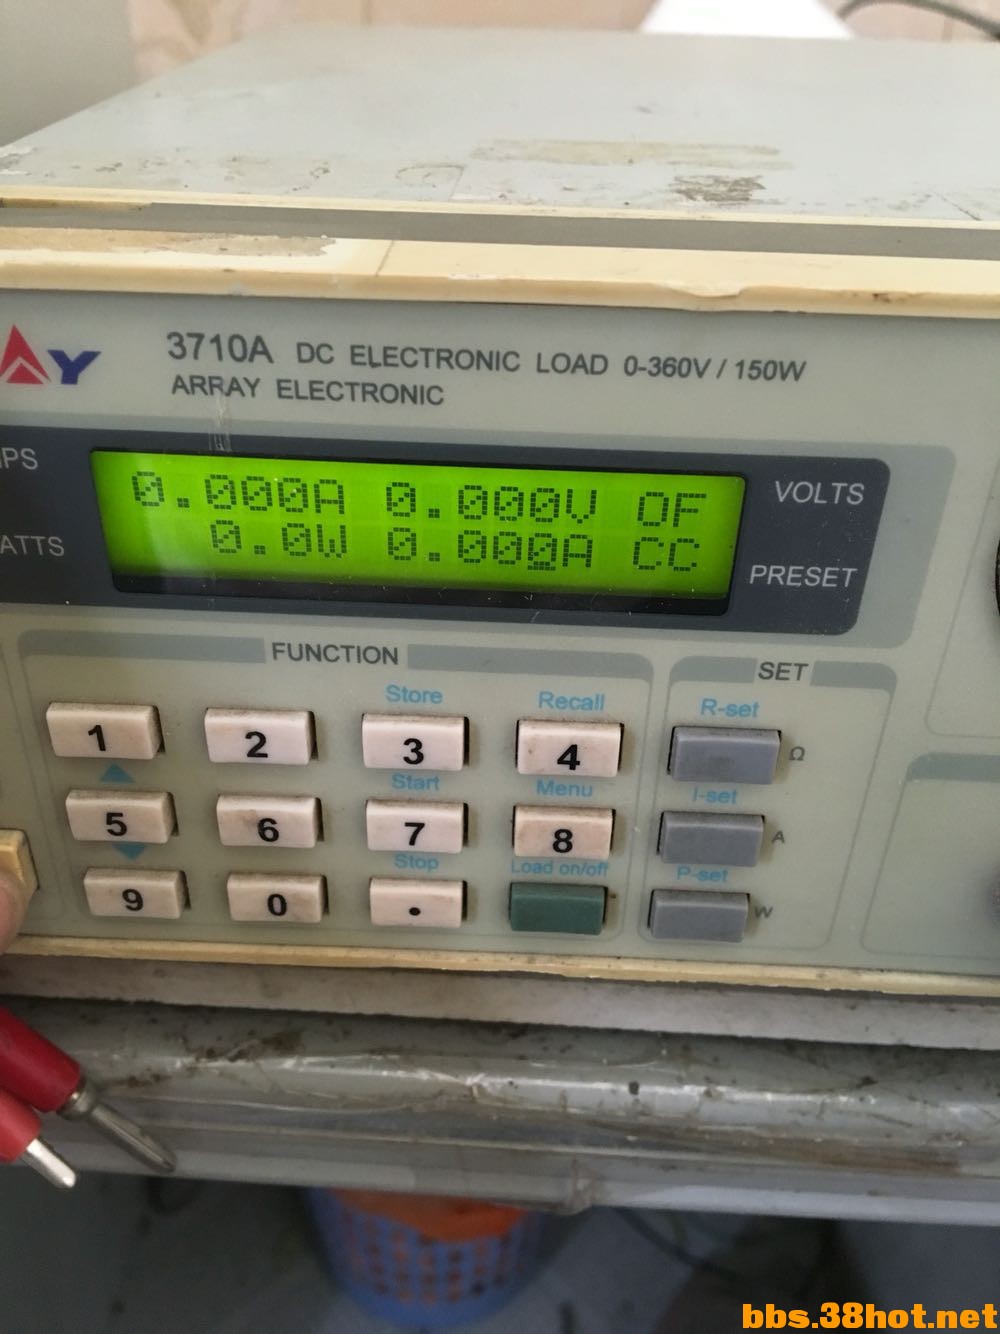 AY
3710A DC ELECTRONIC LOAD 0-360V / 150W
ARRAY ELECTRONIC
VOLTS
0.000A 0.000V OF
0.0W 0.000A CC
PRESET
FUNCTION
SET
Store
Recall
R-set
1
2
3
4
Ω
Start
Menu
I-set
5
6
7
8
A
Stop
Load on/off
P-set
9
0
.
W
bbs.38hot.net